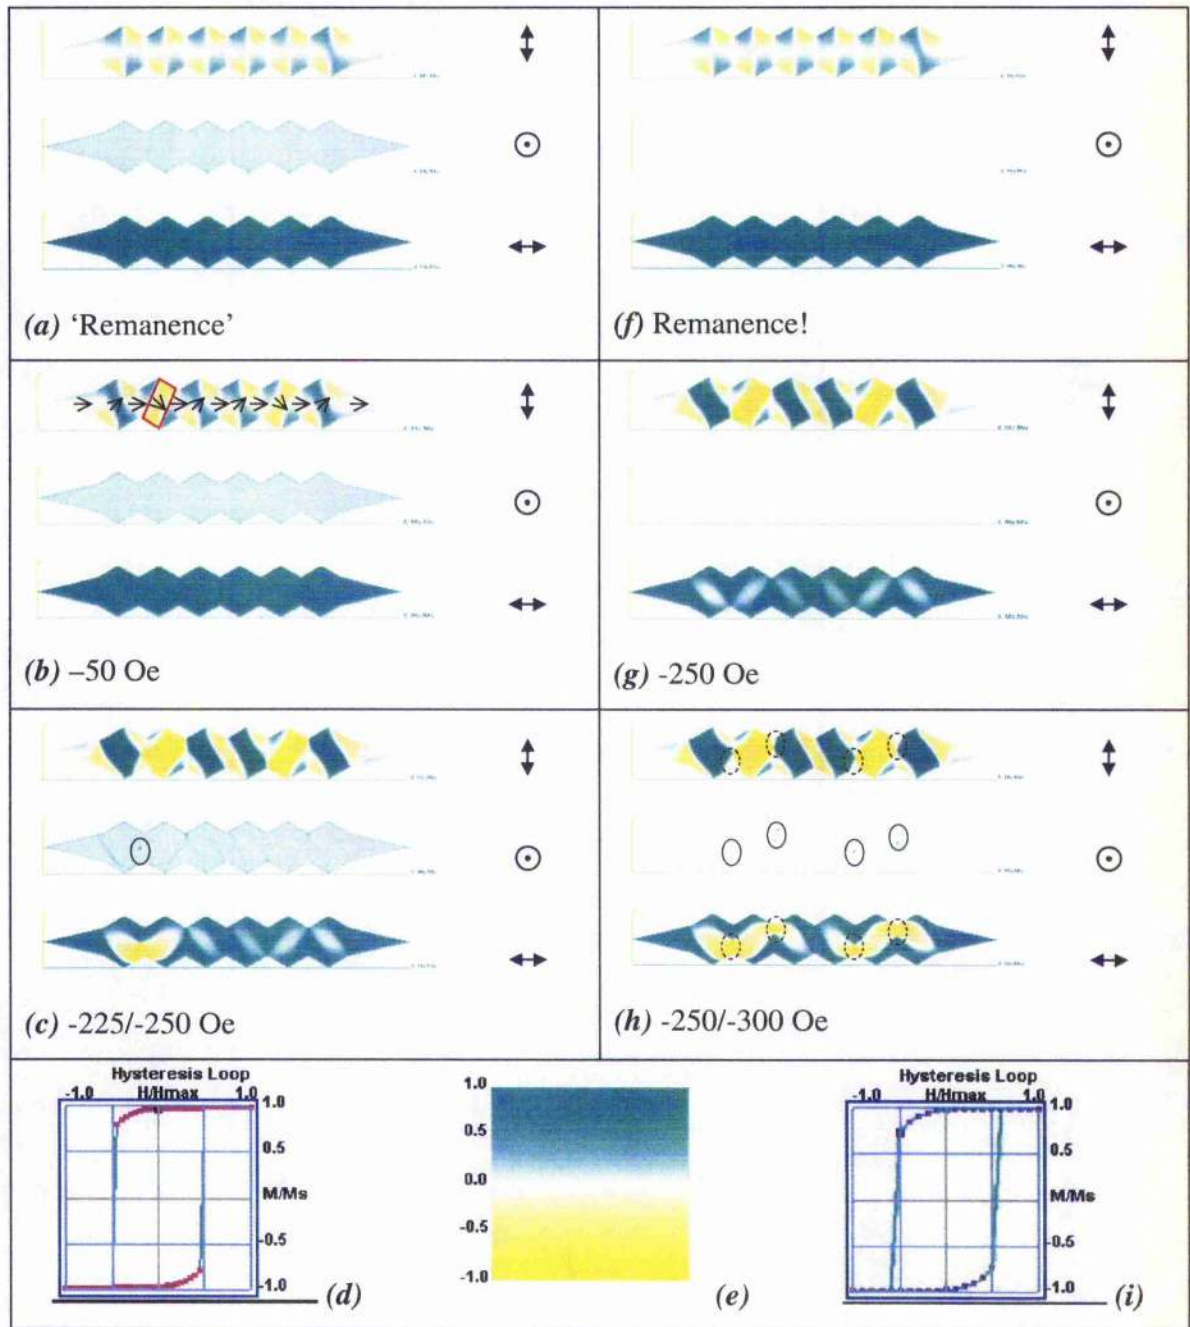 (a) 'Remanence'
(f) Remanence!
(b) –50 Oe
(g) -250 Oe
(c) -225/-250 Oe
(h) -250/-300 Oe
Hysteresis Loop
-1.0 H/Hmax 1.0
1.0
0.5
M/Ms
-0.5
-1.0
(d)
1.0
0.5
0.0
-0.5
-1.0
(e)
Hysteresis Loop
-1.0 H/Hmax 1.0
1.0
0.5
M/Ms
-0.5
-1.0
(i)